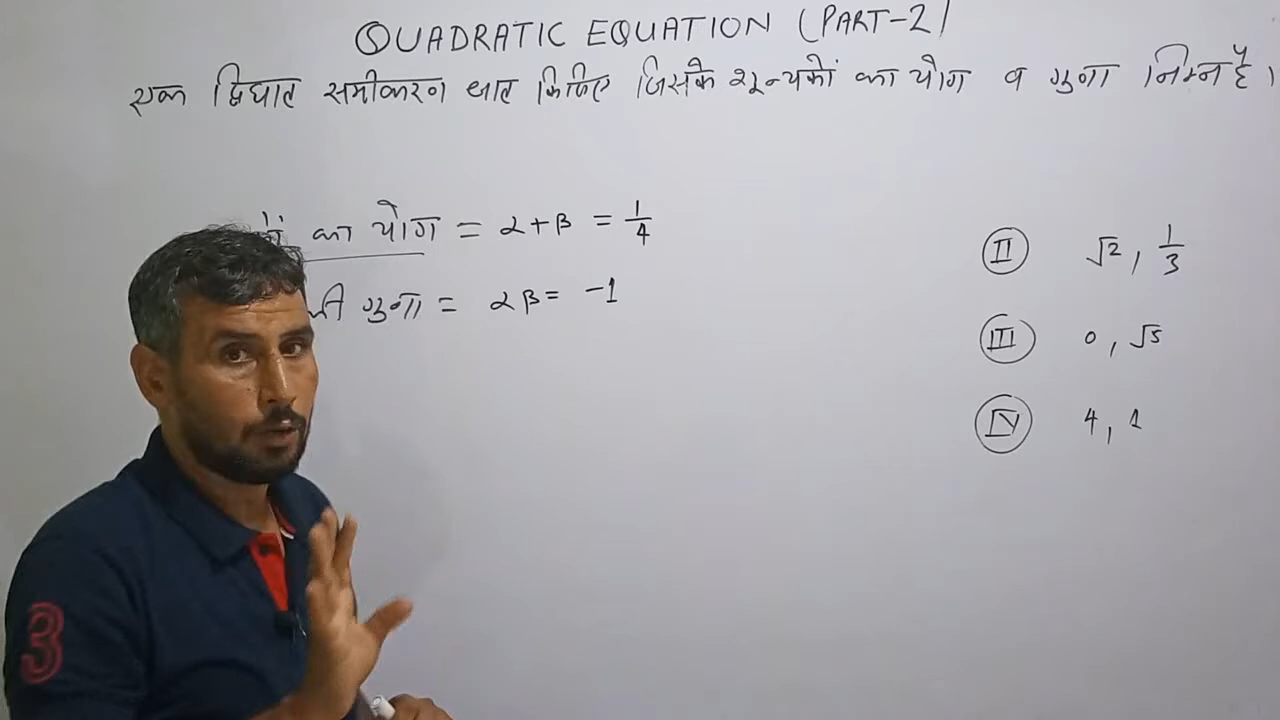 QUADRATIC EQUATION (PART-2)
एक द्विघात समीकरण ज्ञात किजिए जिसके शून्यकों का योग व गुना निम्न है।
का योग = α+β = 1/4
गुना = αβ = -1
II √2, 1/3
III 0, √5
IV 4, 1
3